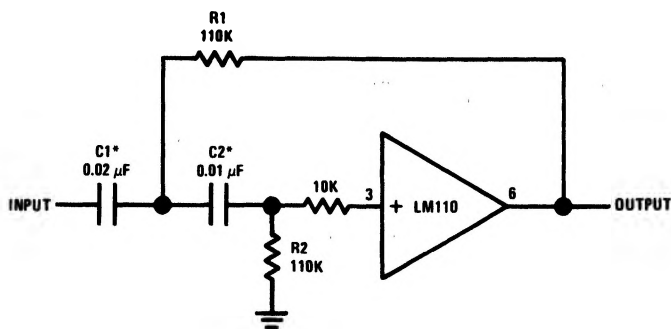 R1
110K
C1*
0.02 μF
C2*
0.01 μF
10K
3
+
LM110
6
INPUT
OUTPUT
R2
110K